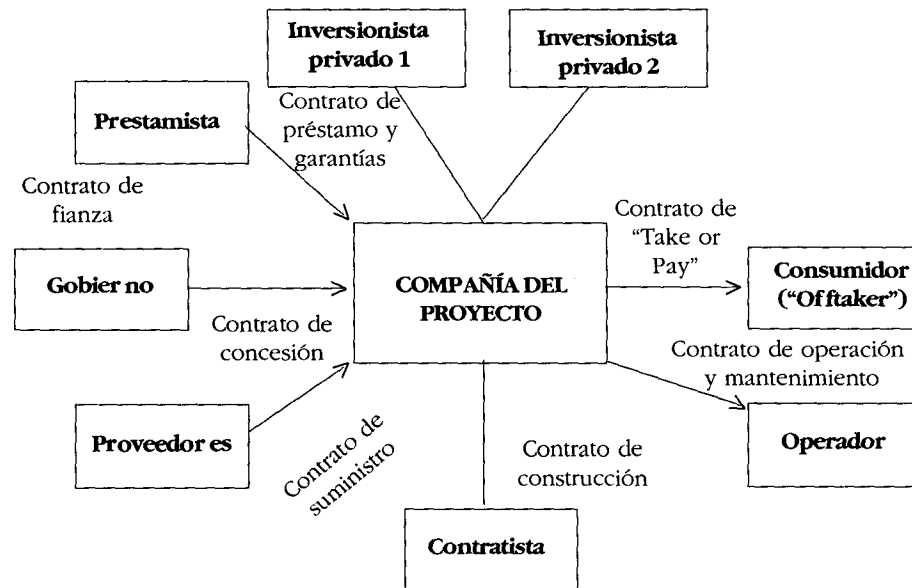 Inversionista
privado 1
Inversionista
privado 2
Prestamista
Contrato de
préstamo y
garantías
Contrato de
fianza
Contrato de
“Take or
Pay”
Gobier no
COMPAÑÍA DEL
PROYECTO
Consumidor
(“Of ftaker”)
Contrato de
concesión
Contrato de operación
y mantenimiento
Proveedor es
Contrato de
suministro
Contrato de
construcción
Operador
Contratista